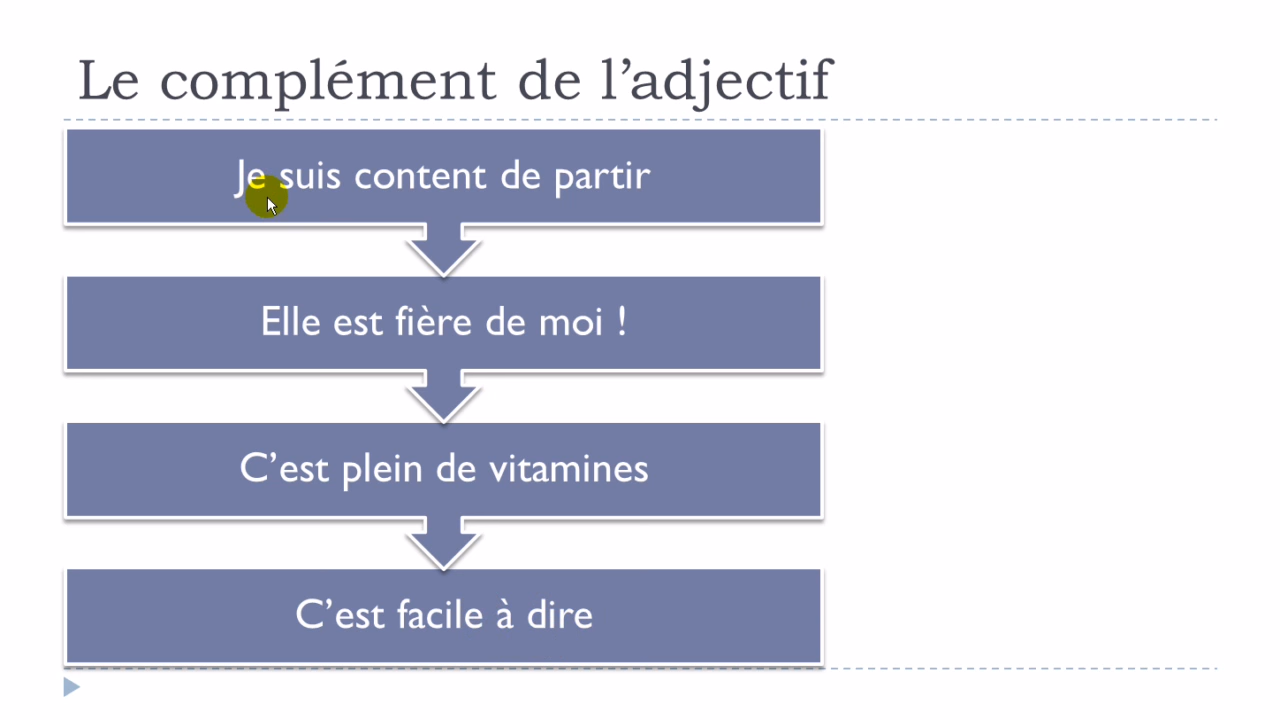 Le complément de l’adjectif
Je suis content de partir
Elle est fière de moi !
C’est plein de vitamines
C’est facile à dire